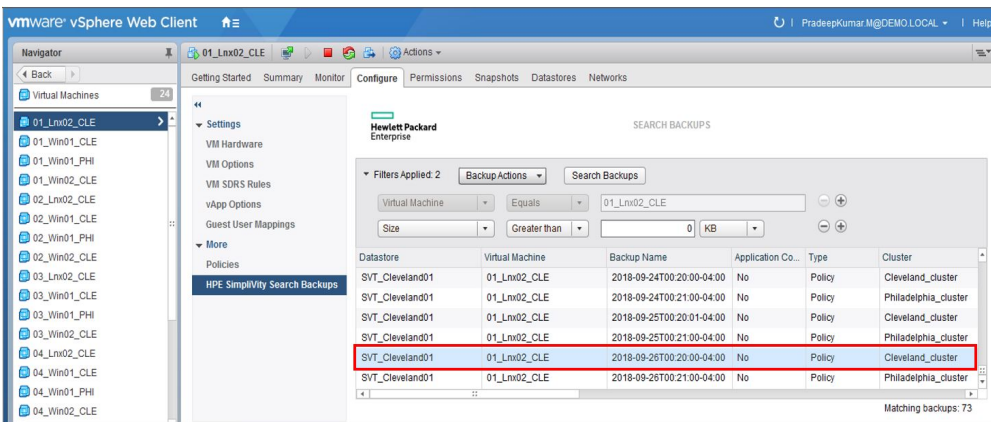 vmware® vSphere Web Client
PradeepKumar.M@DEMO.LOCAL
Help
Navigator
01_Lnx02_CLE
Actions
Back
Getting Started Summary Monitor Configure Permissions Snapshots Datastores Networks
Virtual Machines 24
01_Lnx02_CLE
01_Win01_CLE
01_Win01_PHI
01_Win02_CLE
02_Lnx02_CLE
02_Win01_CLE
02_Win01_PHI
02_Win02_CLE
03_Lnx02_CLE
03_Win01_CLE
03_Win01_PHI
03_Win02_CLE
04_Lnx02_CLE
04_Win01_CLE
04_Win01_PHI
04_Win02_CLE
Settings
VM Hardware
VM Options
VM SDRS Rules
vApp Options
Guest User Mappings
More
Policies
HPE SimpliVity Search Backups
Hewlett Packard
Enterprise
SEARCH BACKUPS
Filters Applied: 2 Backup Actions Search Backups
Virtual Machine Equals 01_Lnx02_CLE
Size Greater than 0 KB
Datastore Virtual Machine Backup Name Application Co... Type Cluster
SVT_Cleveland01 01_Lnx02_CLE 2018-09-24T00:20:00-04:00 No Policy Cleveland_cluster
SVT_Cleveland01 01_Lnx02_CLE 2018-09-24T00:21:00-04:00 No Policy Philadelphia_cluster
SVT_Cleveland01 01_Lnx02_CLE 2018-09-25T00:20:01-04:00 No Policy Cleveland_cluster
SVT_Cleveland01 01_Lnx02_CLE 2018-09-25T00:21:00-04:00 No Policy Philadelphia_cluster
SVT_Cleveland01 01_Lnx02_CLE 2018-09-26T00:20:00-04:00 No Policy Cleveland_cluster
SVT_Cleveland01 01_Lnx02_CLE 2018-09-26T00:21:00-04:00 No Policy Philadelphia_cluster
Matching backups: 73